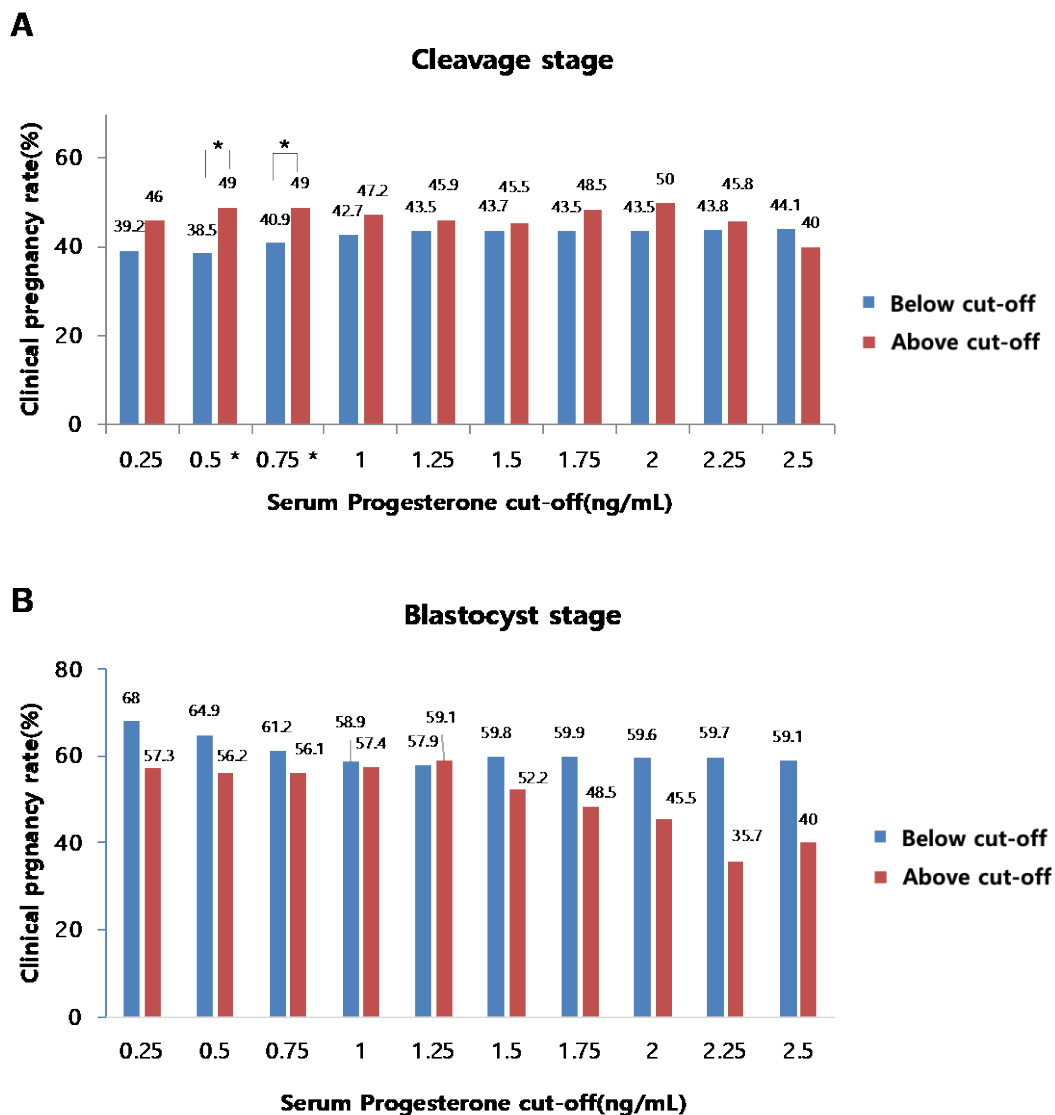 A
Cleavage stage
Clinical pregnancy rate(%)
60
40
20
0
* *
39.2 46 38.5 49 40.9 49 42.7 47.2 43.5 45.9 43.7 45.5 43.5 48.5 43.5 50 43.8 45.8 44.1 40
0.25 0.5 * 0.75 * 1 1.25 1.5 1.75 2 2.25 2.5
Serum Progesterone cut-off(ng/mL)
Below cut-off
Above cut-off
B
Blastocyst stage
Clinical prgnancy rate(%)
80
60
40
20
0
68 57.3 64.9 56.2 61.2 56.1 58.9 57.4 57.9 59.1 59.8 52.2 59.9 48.5 59.6 45.5 59.7 35.7 59.1 40
0.25 0.5 0.75 1 1.25 1.5 1.75 2 2.25 2.5
Serum Progesterone cut-off(ng/mL)
Below cut-off
Above cut-off